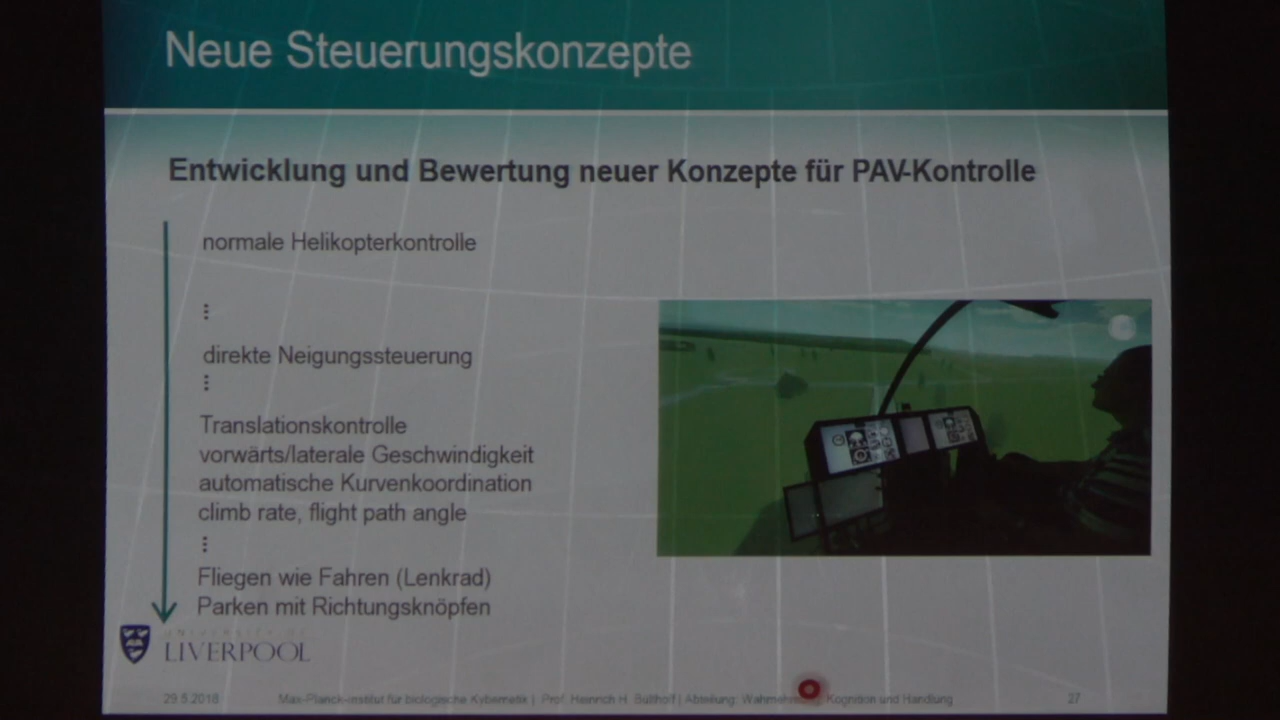 Neue Steuerungskonzepte
Entwicklung und Bewertung neuer Konzepte für PAV-Kontrolle
normale Helikopterkontrolle
⋮
direkte Neigungssteuerung
⋮
Translationskontrolle
vorwärts/laterale Geschwindigkeit
automatische Kurvenkoordination
climb rate, flight path angle
⋮
Fliegen wie Fahren (Lenkrad)
Parken mit Richtungsknöpfen
UNIVERSITY OF
LIVERPOOL
29.5.2018 Max-Planck-Institut für biologische Kybernetik | Prof. Heinrich H. Bülthoff | Abteilung: Kognition und Handlung 27